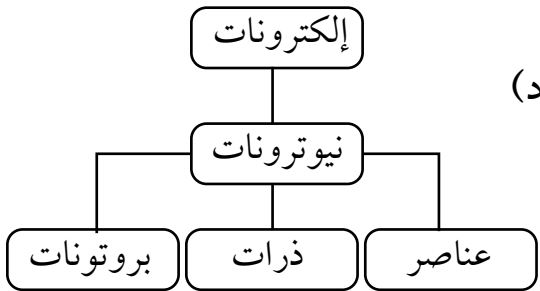 إلكترونات
د)
نيوترونات
عناصر ذرات بروتونات